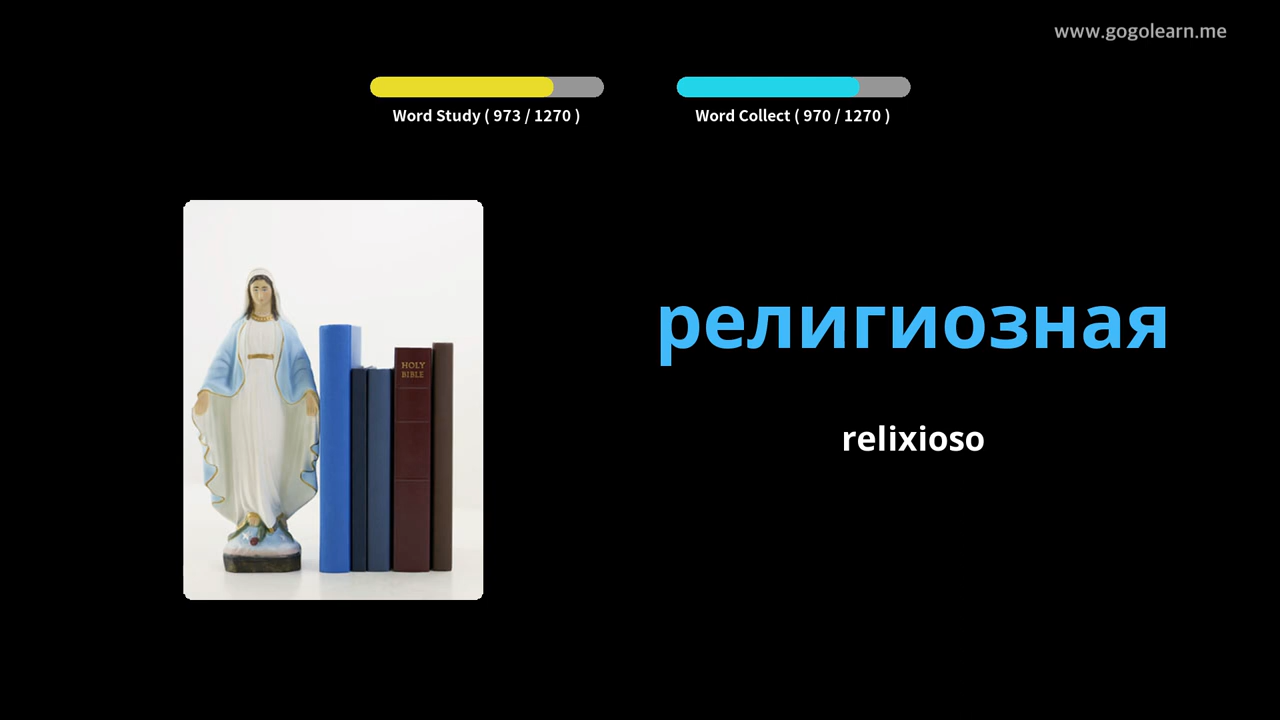 www.gogolearn.me
Word Study ( 973 / 1270 )
Word Collect ( 970 / 1270 )
HOLY
BIBLE
религиозная
relixioso